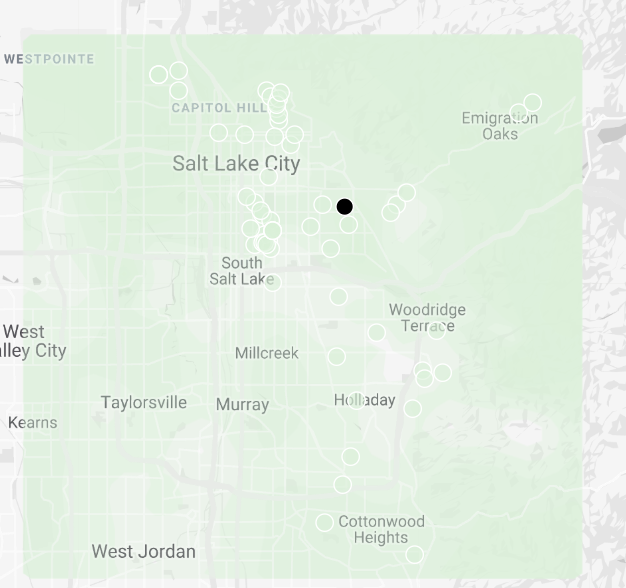 WESTPOINTE
CAPITOL HILL
Emigration
Oaks
Salt Lake City
South
Salt Lake
Woodridge
Terrace
West
alley City
Millcreek
Taylorsville
Murray
Holladay
Kearns
Cottonwood
Heights
West Jordan